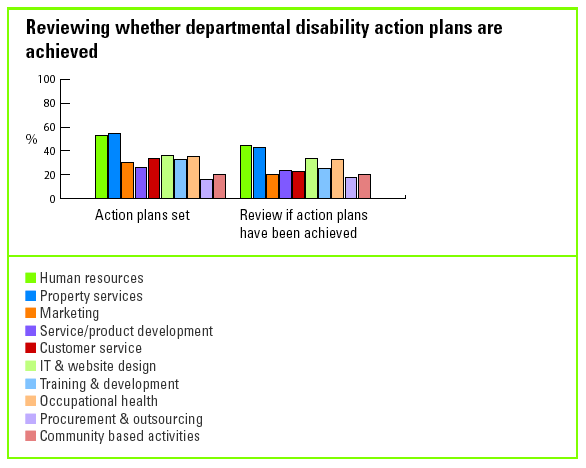 Reviewing whether departmental disability action plans are
achieved
100
80
60
%
40
20
0
Action plans set
Review if action plans
have been achieved
Human resources
Property services
Marketing
Service/product development
Customer service
IT & website design
Training & development
Occupational health
Procurement & outsourcing
Community based activities